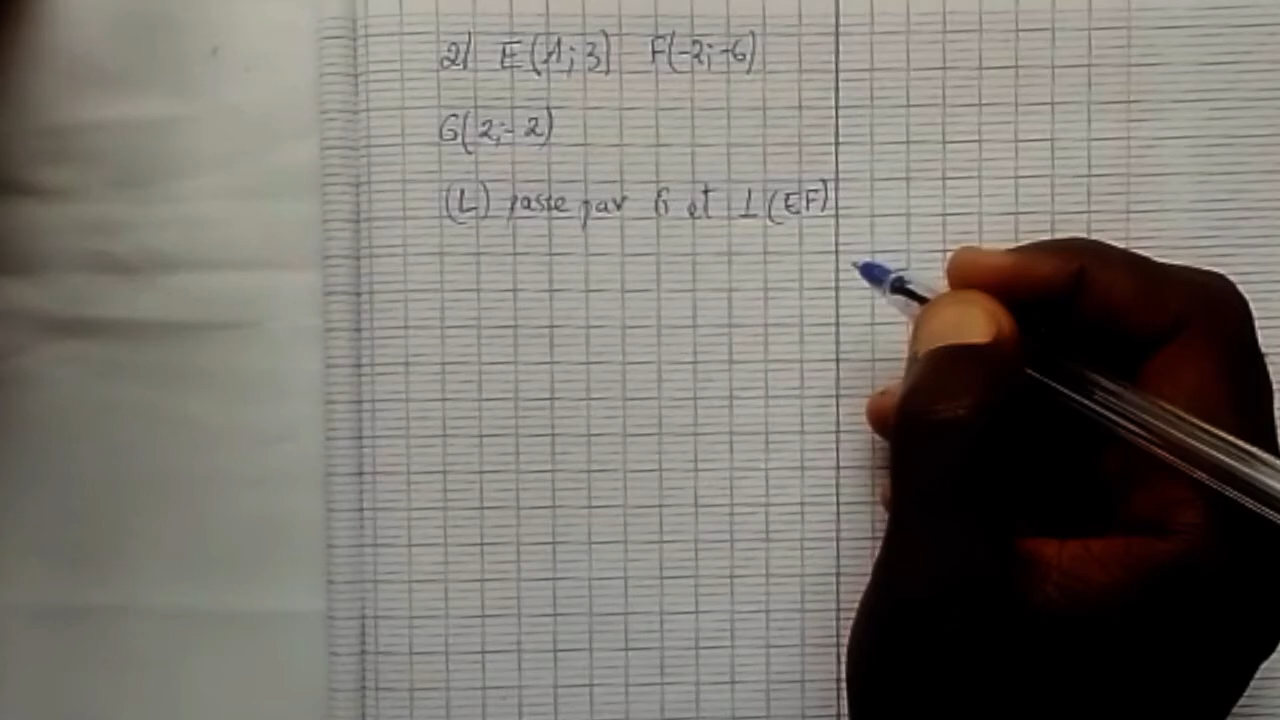 2) E(1;3) F(-2;-6)
G(2;-2)
(L) passe par G et ⊥(EF)